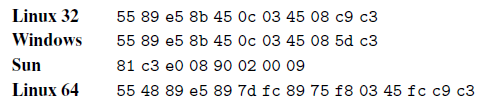 Linux 32 55 89 e5 8b 45 0c 03 45 08 c9 c3
Windows 55 89 e5 8b 45 0c 03 45 08 5d c3
Sun 81 c3 e0 08 90 02 00 09
Linux 64 55 48 89 e5 89 7d fc 89 75 f8 03 45 fc c9 c3